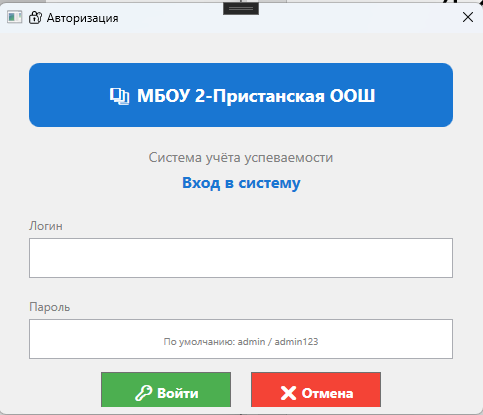 Авторизация
МБОУ 2-Пристанская ООШ
Система учёта успеваемости
Вход в систему
Логин
Пароль
По умолчанию: admin / admin123
Войти
Отмена